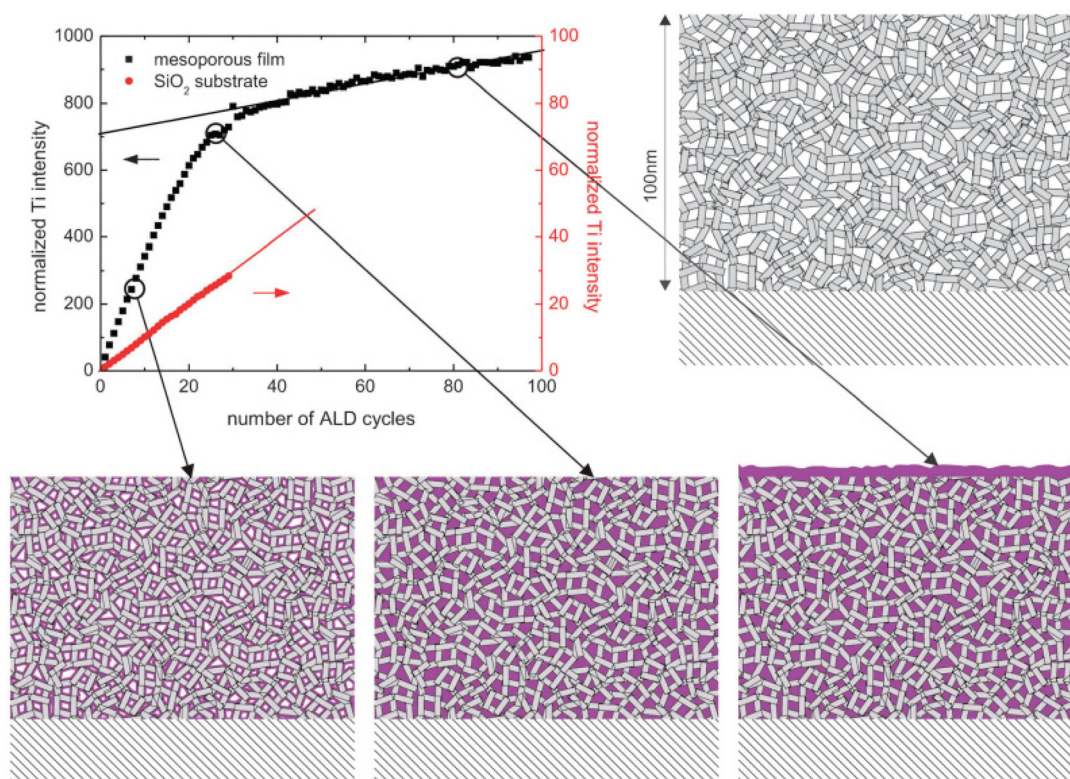 1000
800
600
400
200
0
normalized Ti intensity
mesoporous film
SiO₂ substrate
100
80
60
40
20
0
normalized Ti intensity
0 20 40 60 80 100
number of ALD cycles
100nm